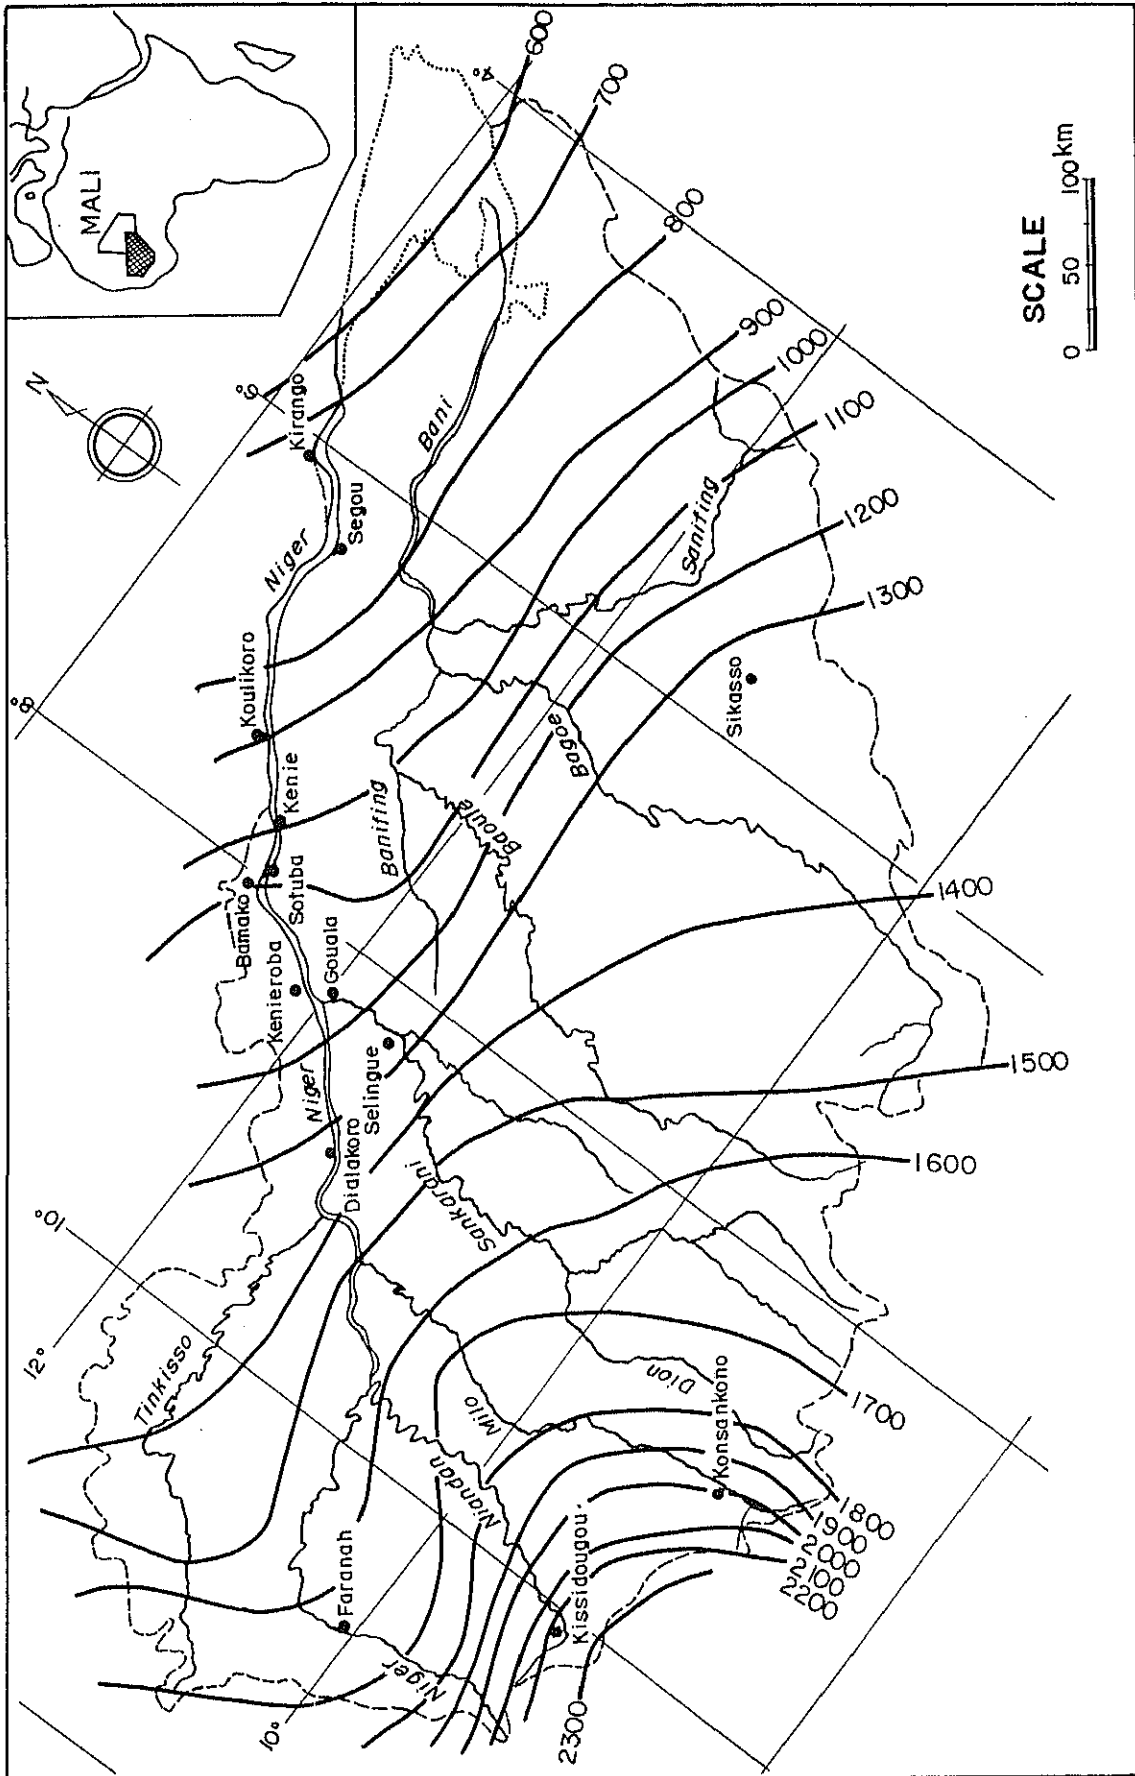 MALI
N
600
700
4°
800
900
1000
1100
1200
1300
1400
1500
1600
1700
1800
1900
2000
2100
2200
2300
6°
8°
10°
12°
10°
Kirango
Segou
Niger
Bani
Koulikoro
Kenie
Sotuba
Bamako
Kenieroba
Gouala
Selingue
Niger
Dialakoro
Banifing
Baoule
Bagoe
Sanifing
Sikasso
Sankarani
Tinkisso
Milo
Dion
Niandan
Konsankono
Kissidougou
Faranah
Niger
SCALE
0 50 100km